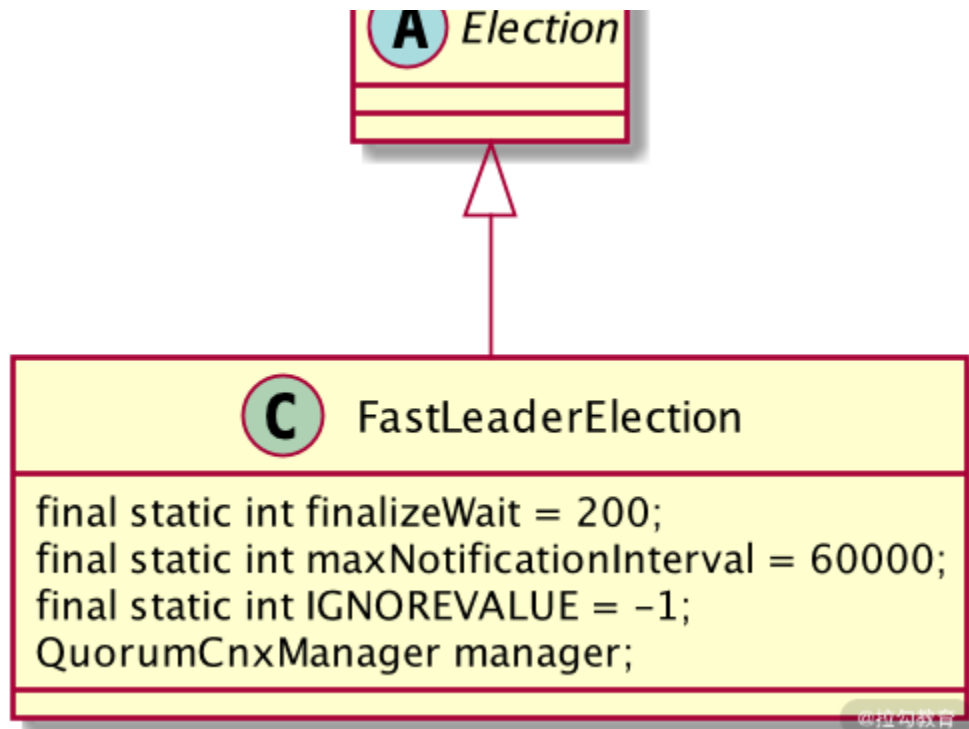 A Election
C FastLeaderElection
final static int finalizeWait = 200;
final static int maxNotificationInterval = 60000;
final static int IGNOREVALUE = -1;
QuorumCnxManager manager;
@拉勾教育